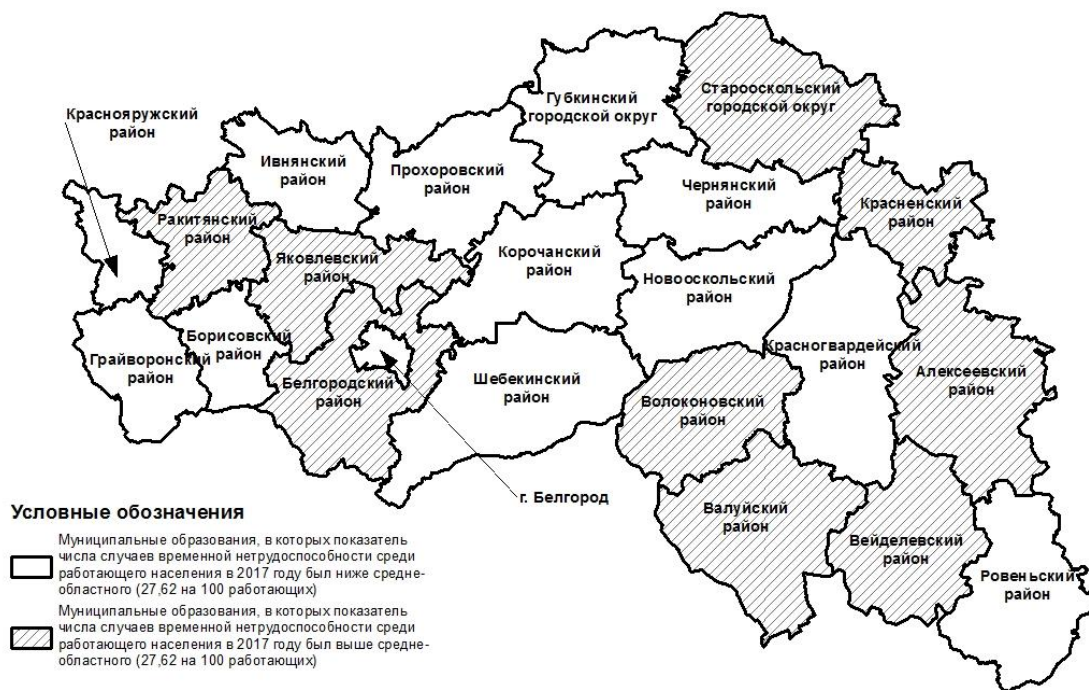 Краснояружский
район
Ивнянский
район
Прохоровский
район
Губкинский
городской округ
Старооскольский
городской округ
Ракитянский
район
Яковлевский
район
Корочанский
район
Чернянский
район
Красненский
район
Новооскольский
район
Грайворонский
район
Борисовский
район
Белгородский
район
Шебекинский
район
Красногвардейский
район
Алексеевский
район
Волоконовский
район
г. Белгород
Валуйский
район
Вейделевский
район
Ровеньский
район
Условные обозначения
Муниципальные образования, в которых показатель
числа случаев временной нетрудоспособности среди
работающего населения в 2017 году был ниже средне-
областного (27,62 на 100 работающих)
Муниципальные образования, в которых показатель
числа случаев временной нетрудоспособности среди
работающего населения в 2017 году был выше средне-
областного (27,62 на 100 работающих)